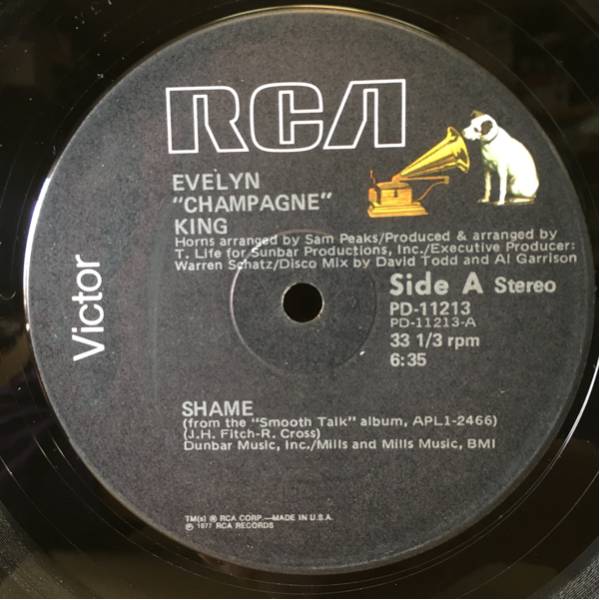 RCA
EVELYN
"CHAMPAGNE"
KING
Horns arranged by Sam Peaks/Produced & arranged by
T. Life for Sunbar Productions, Inc./Executive Producer:
Warren Schatz/Disco Mix by David Todd and Al Garrison
Side A Stereo
PD-11213
PD-11213-A
33 1/3 rpm
6:35
Victor
SHAME
(from the "Smooth Talk" album, APL1-2466)
(J.H. Fitch-R. Cross)
Dunbar Music, Inc./Mills and Mills Music, BMI
TM(s) ® RCA CORP.—MADE IN U.S.A.
℗ 1977 RCA RECORDS